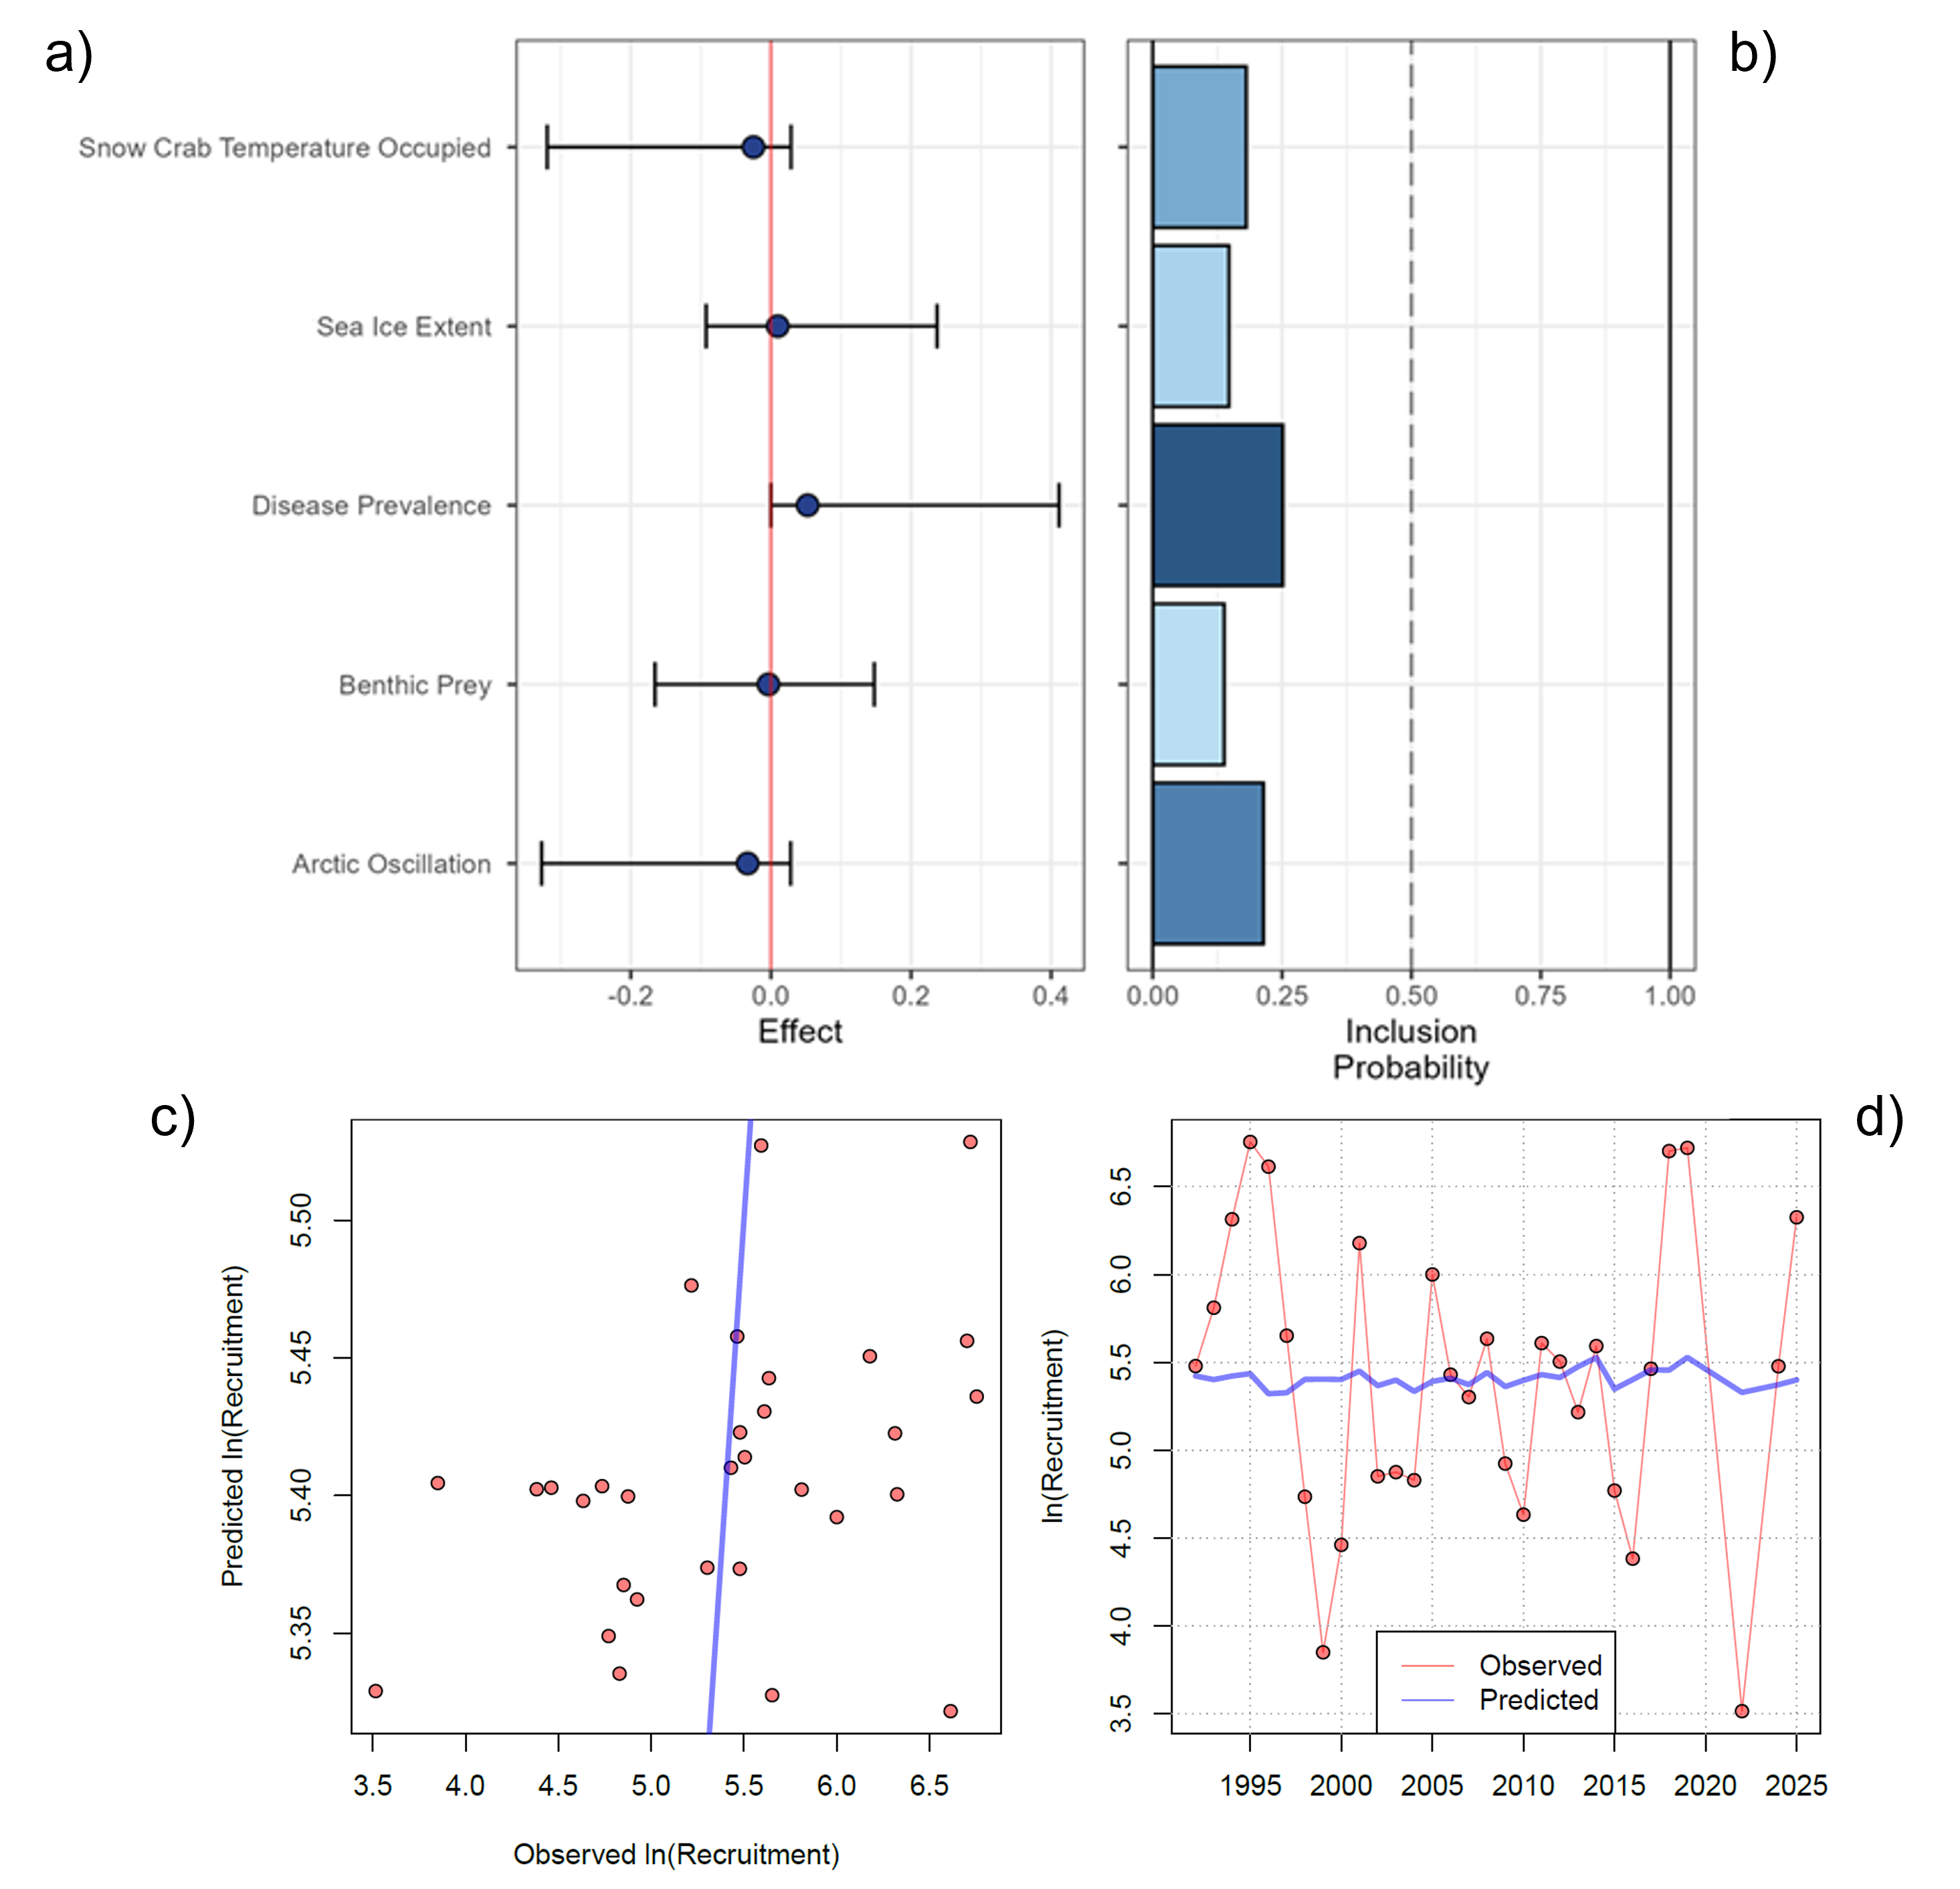 a)
b)
Snow Crab Temperature Occupied
Sea Ice Extent
Disease Prevalence
Benthic Prey
Arctic Oscillation
-0.2 0.0 0.2 0.4
Effect
0.00 0.25 0.50 0.75 1.00
Inclusion
Probability
c)
5.50
5.45
5.40
5.35
Predicted ln(Recruitment)
3.5 4.0 4.5 5.0 5.5 6.0 6.5
Observed ln(Recruitment)
d)
6.5
6.0
5.5
5.0
4.5
4.0
3.5
ln(Recruitment)
Observed
Predicted
1995 2000 2005 2010 2015 2020 2025